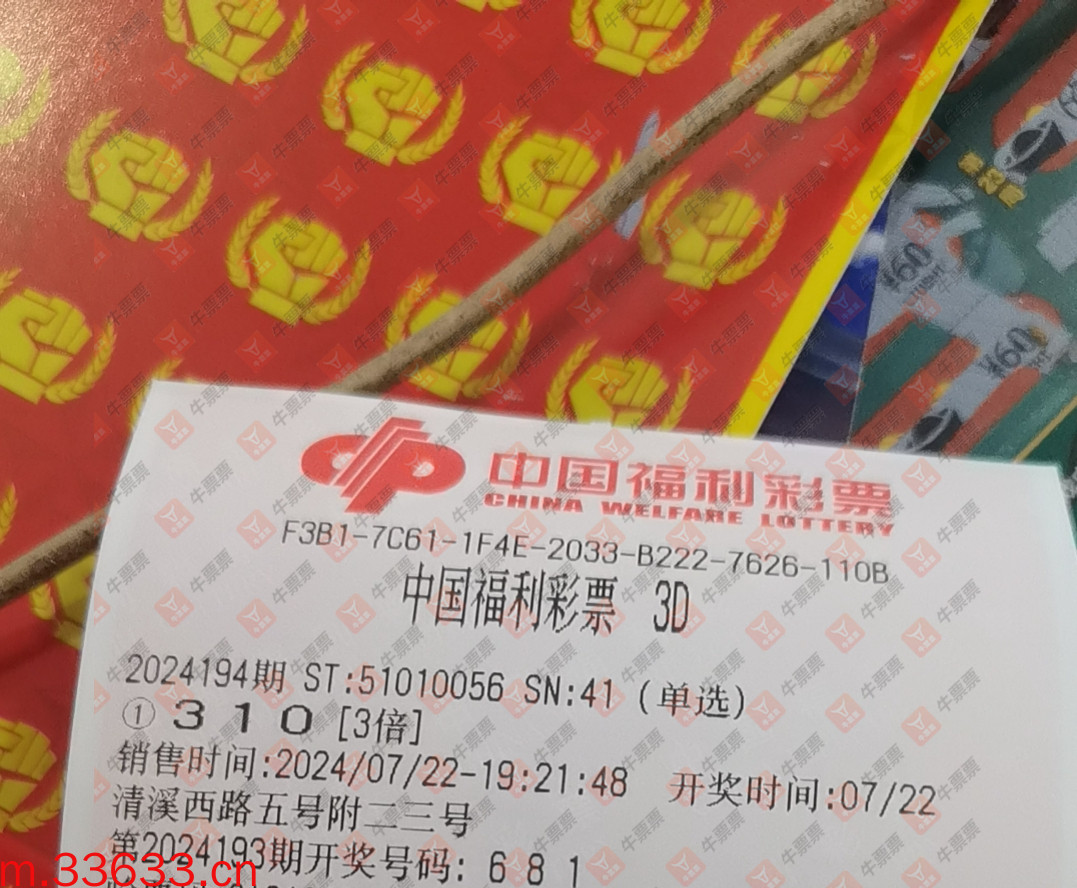 中国福利彩票
CHINA WELFARE LOTTERY
F3B1-7C61-1F4E-2033-B222-7626-110B
中国福利彩票 3D
2024194期 ST:51010056 SN:41 (单选)
① 3 1 0 [3倍]
销售时间:2024/07/22-19:21:48 开奖时间:07/22
清溪西路五号附二三号
第2024193期开奖号码: 6 8 1
m.33633.cn
牛票票